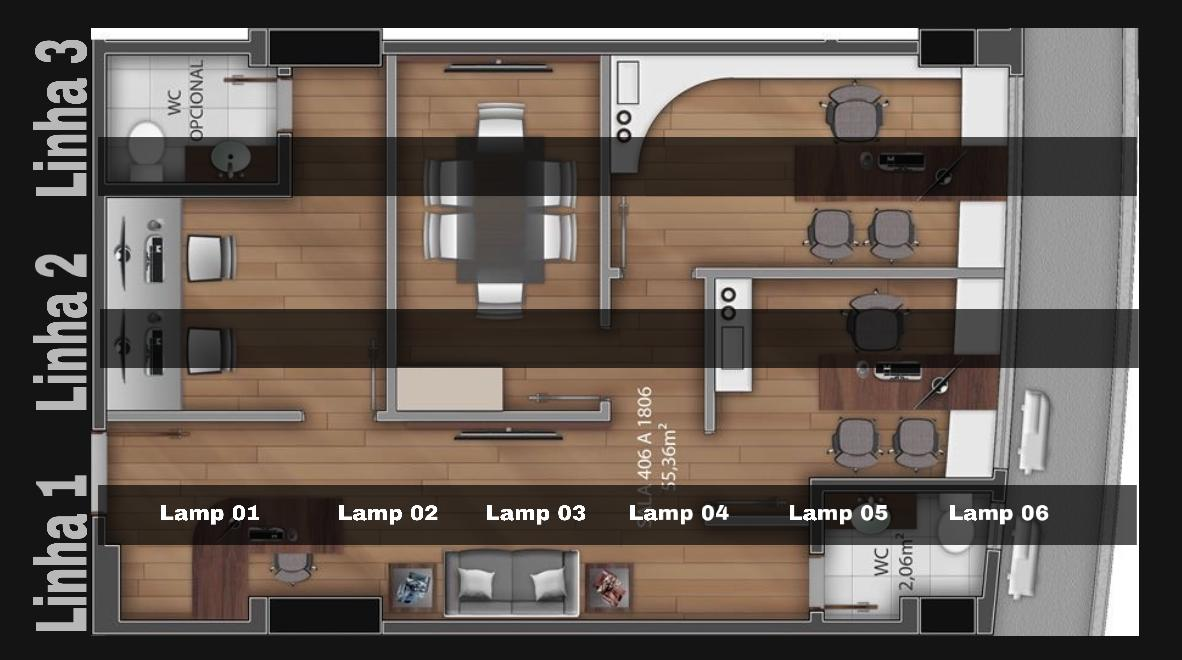 Linha 3
WC
OPCIONAL
Linha 2
SALA 406 A 1806
55,36m²
Linha 1
Lamp 01
Lamp 02
Lamp 03
Lamp 04
Lamp 05
Lamp 06
WC
2,06m²